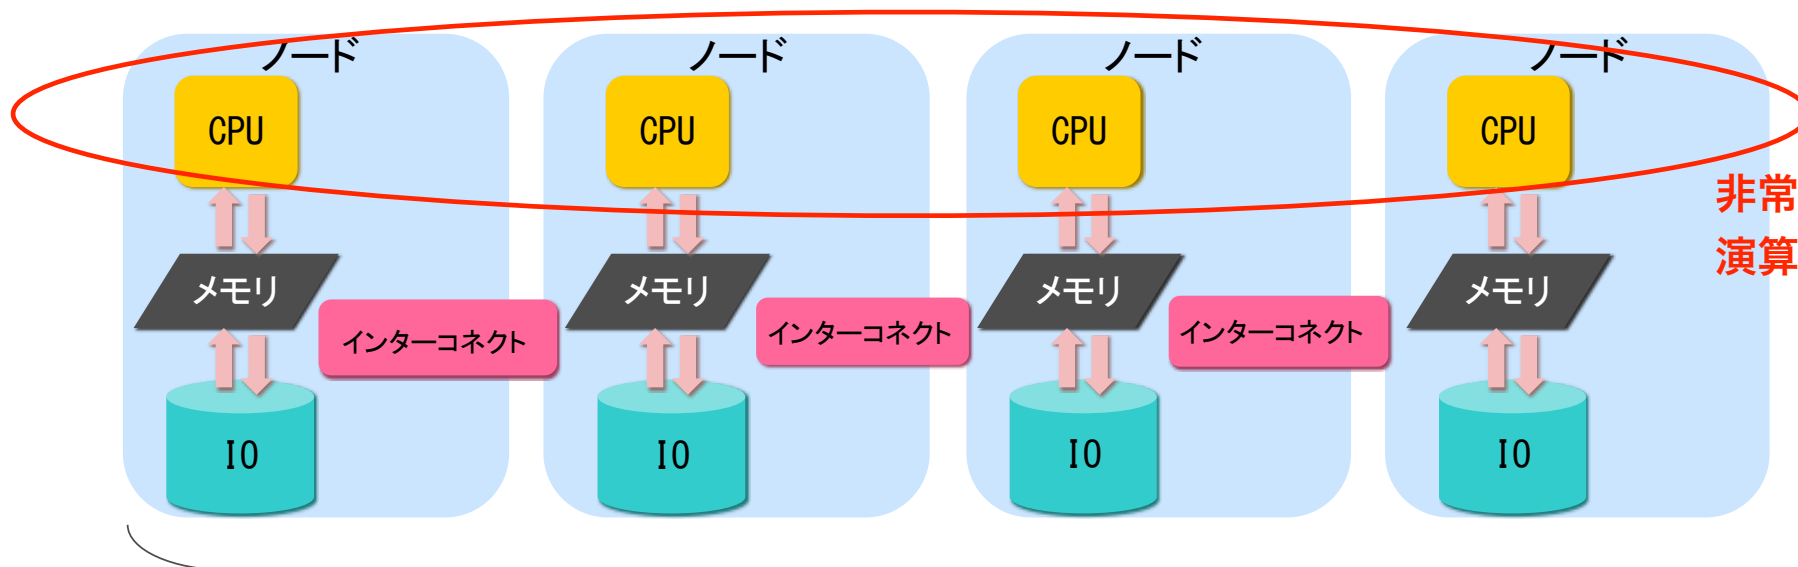 ノード
ノード
ノード
ノード
CPU
CPU
CPU
CPU
非常
演算
メモリ
メモリ
メモリ
メモリ
インターコネクト
インターコネクト
インターコネクト
IO
IO
IO
IO